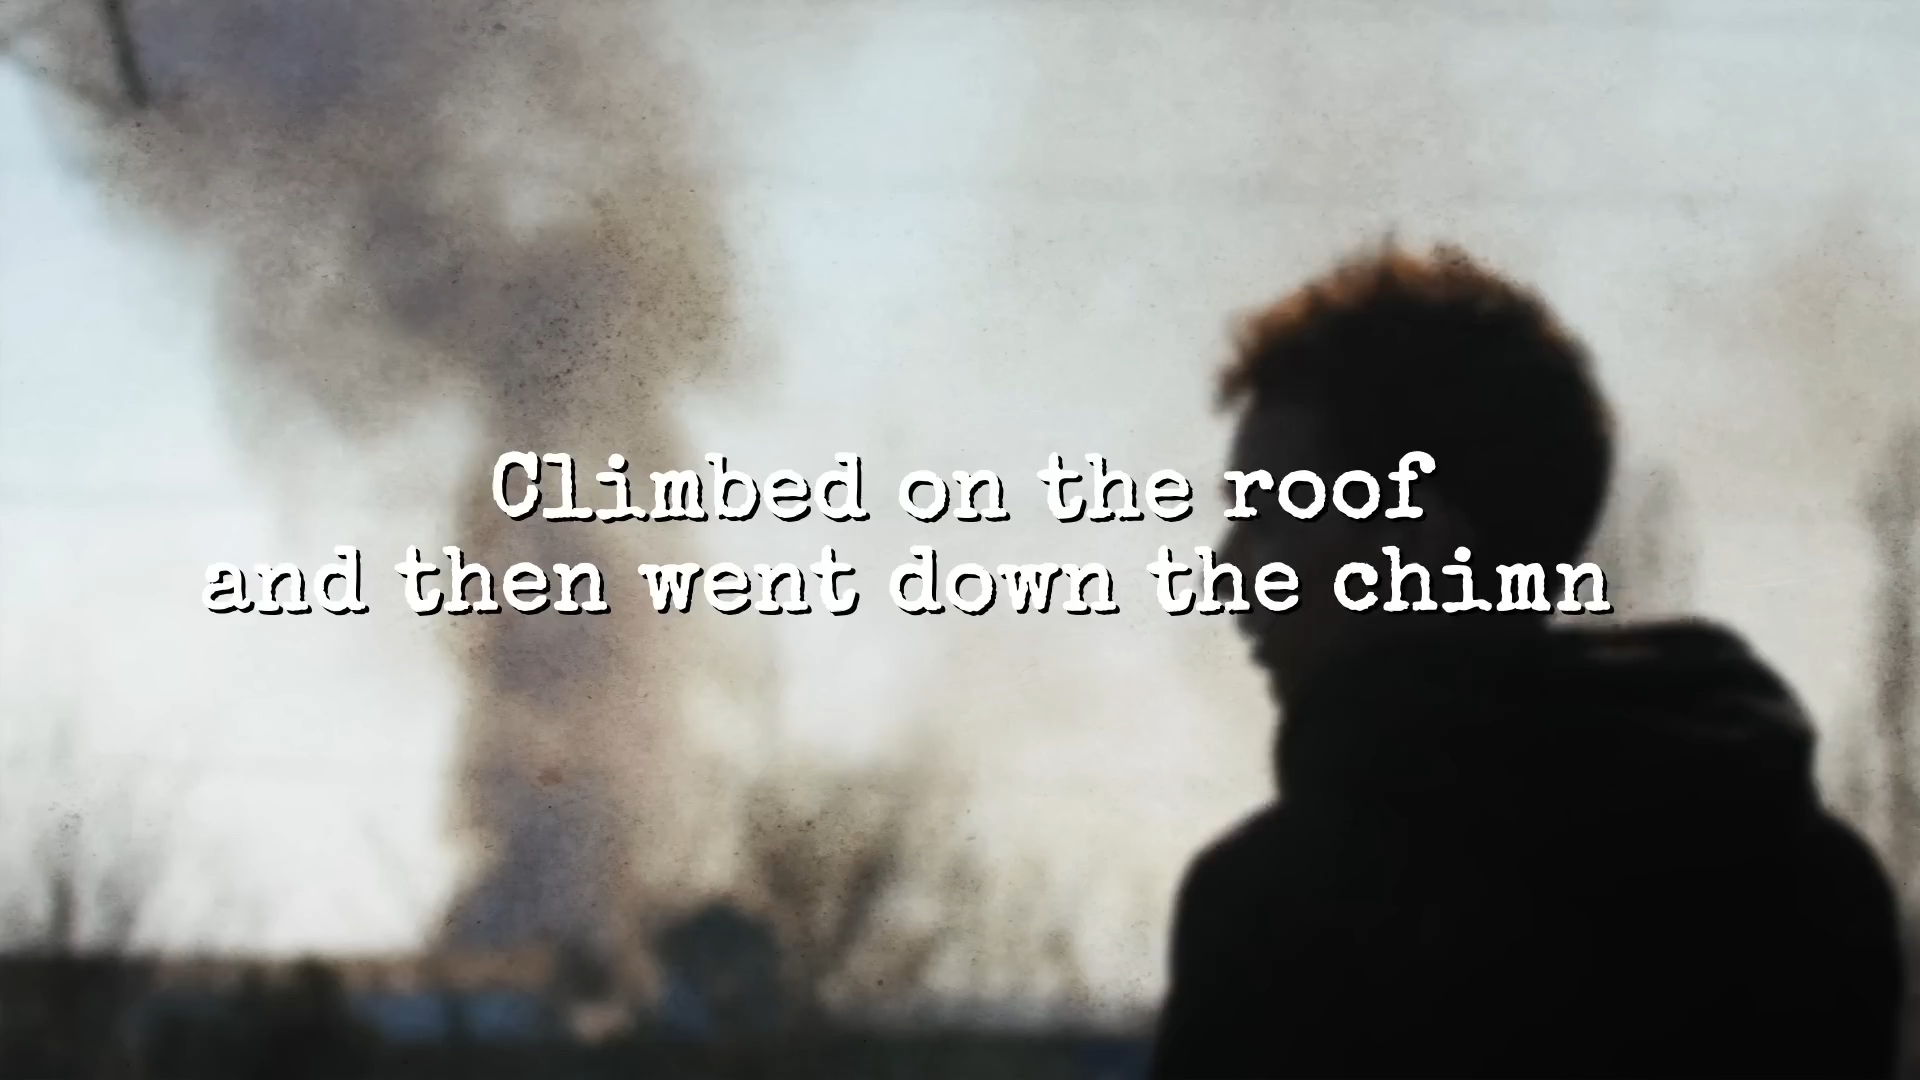 Climbed on the roof
and then went down the chimn